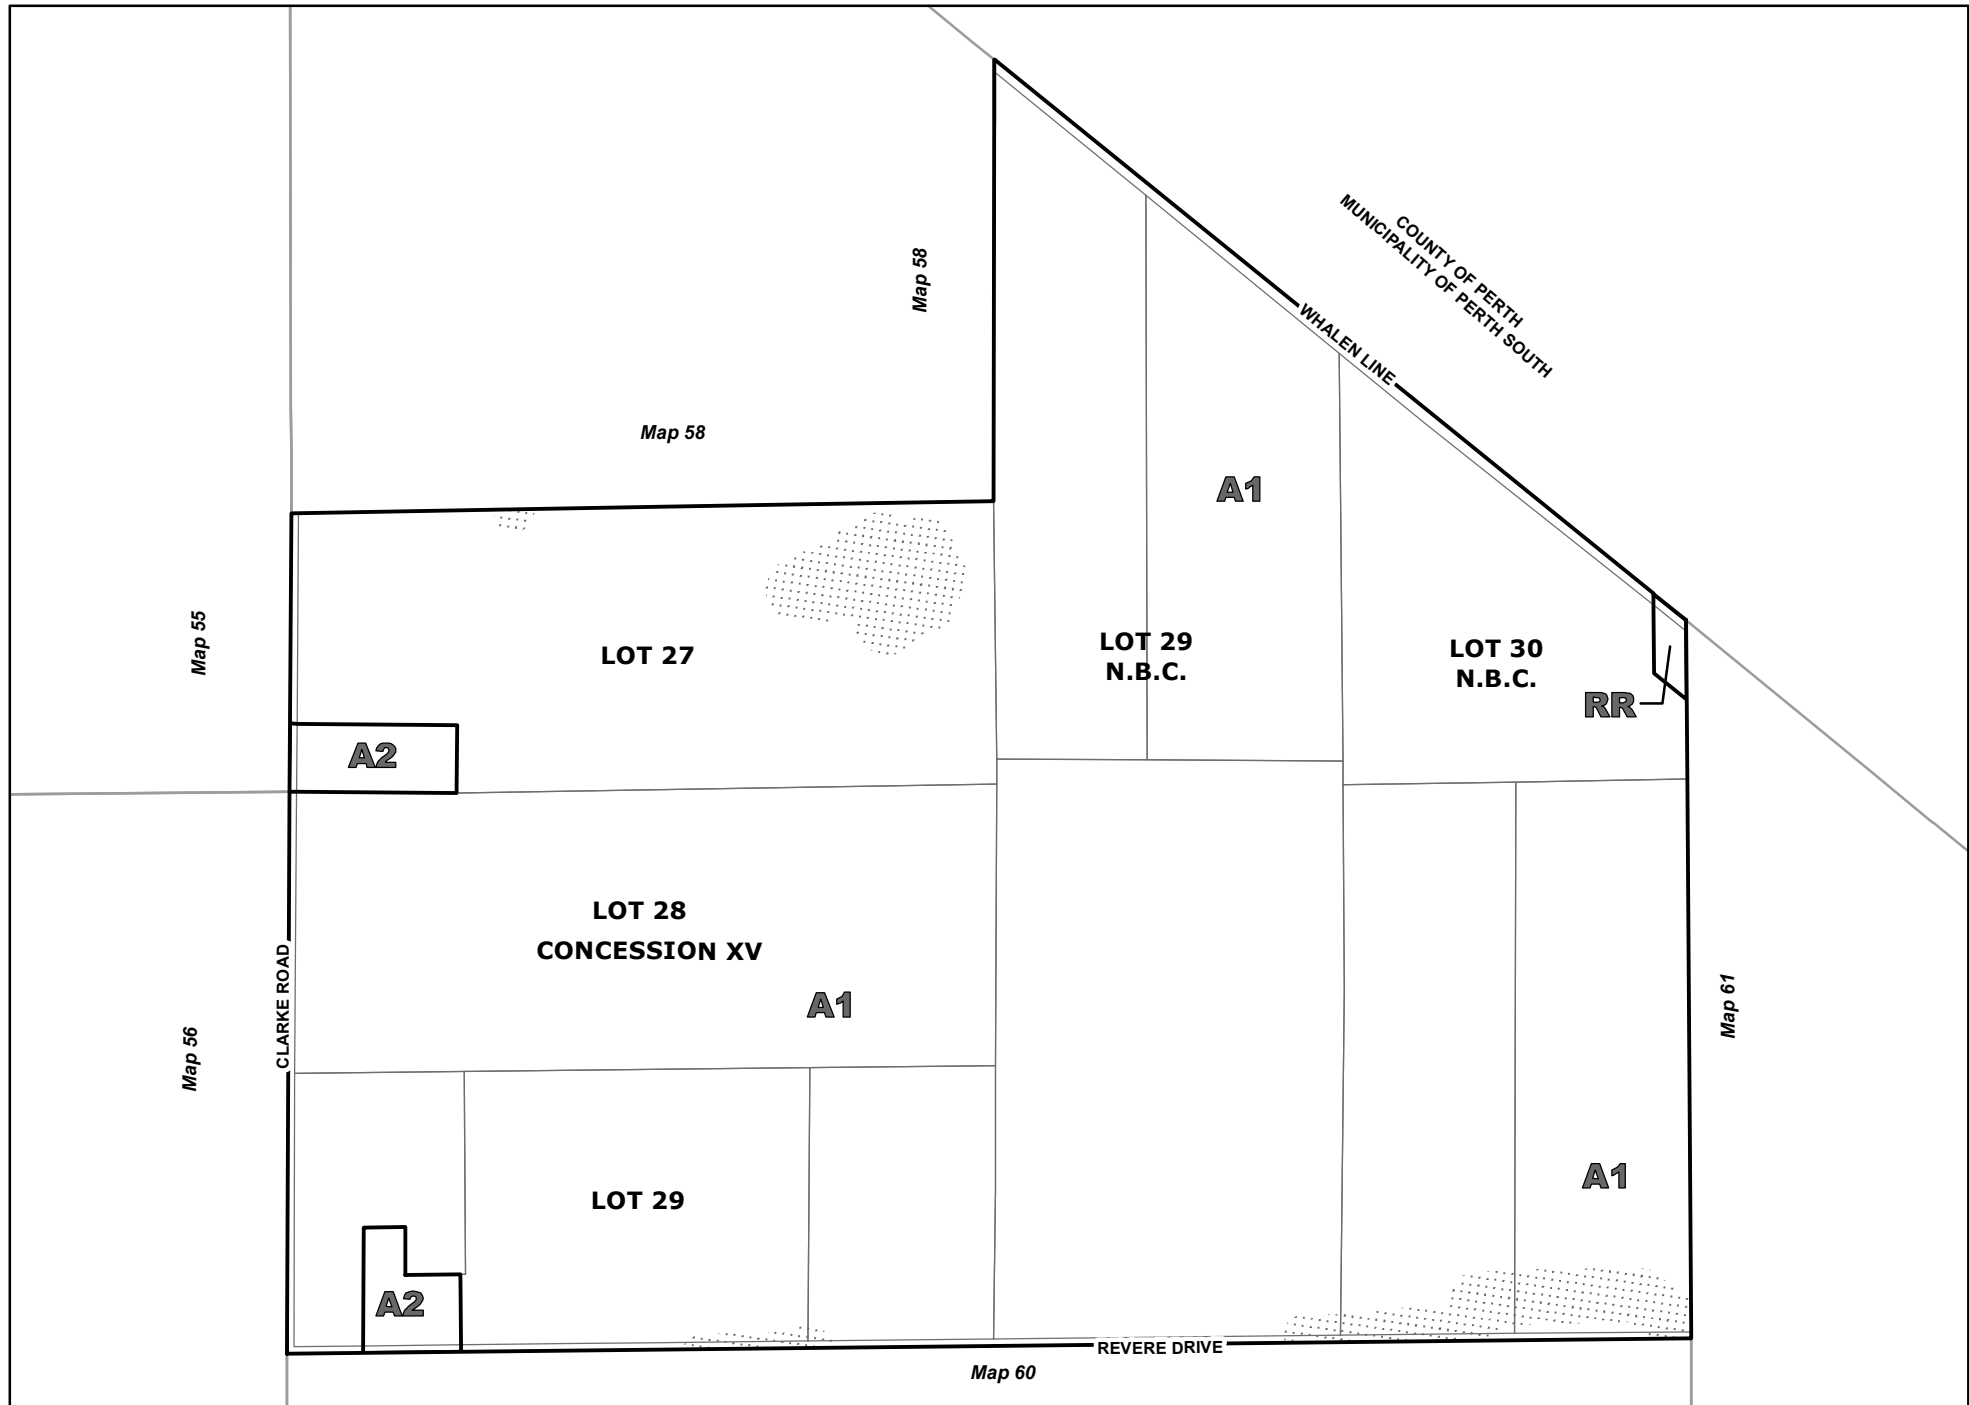 COUNTY OF PERTH
MUNICIPALITY OF PERTH SOUTH
Map 58
WHALEN LINE
Map 58
A1
Map 55
LOT 27
LOT 29
N.B.C.
LOT 30
N.B.C.
RR
A2
LOT 28
CONCESSION XV
A1
CLARKE ROAD
Map 56
Map 61
A1
LOT 29
A2
REVERE DRIVE
Map 60